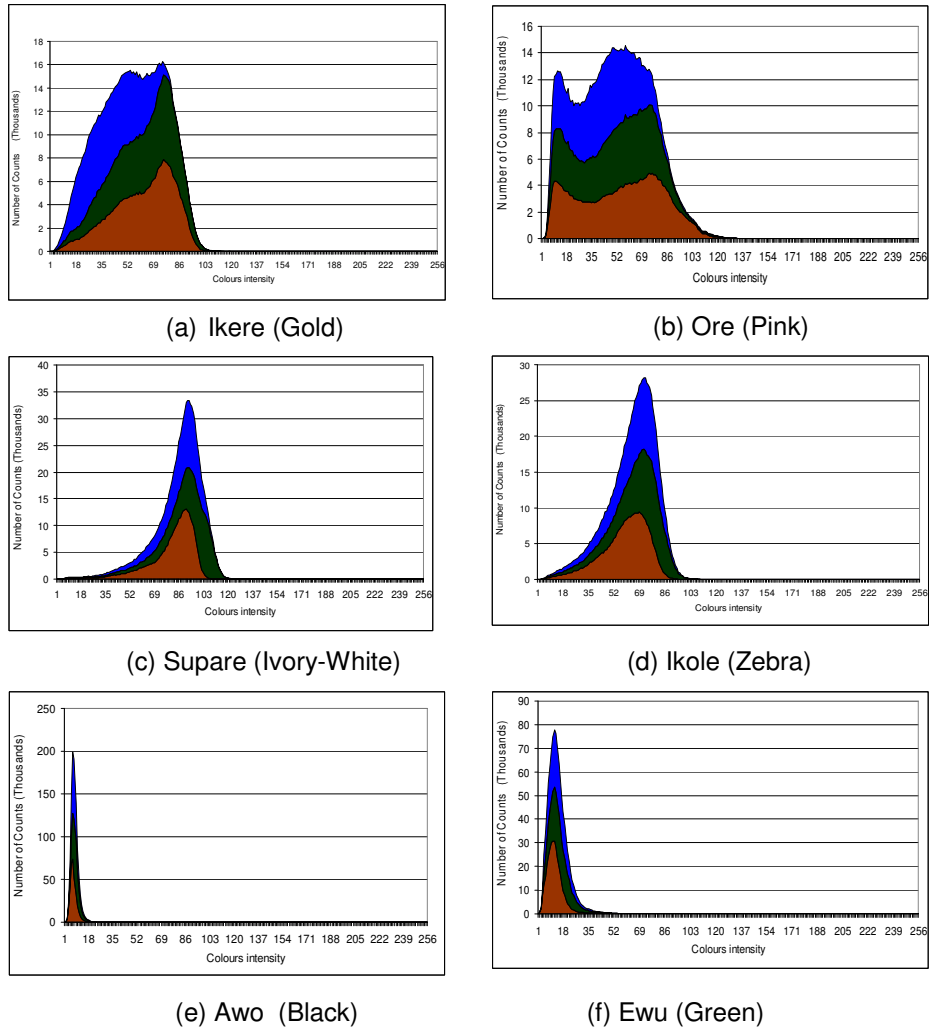 18
16
14
12
10
8
6
4
2
0
Number of Counts (Thousands)
1 18 35 52 69 86 103 120 137 154 171 188 205 222 239 256
Colours intensity
(a) Ikere (Gold)
16
14
12
10
8
6
4
2
0
Number of Counts (Thousands)
1 18 35 52 69 86 103 120 137 154 171 188 205 222 239 256
Colours intensity
(b) Ore (Pink)
40
35
30
25
20
15
10
5
0
Number of Counts (Thousands)
1 18 35 52 69 86 103 120 137 154 171 188 205 222 239 256
Colours intensity
(c) Supare (Ivory-White)
30
25
20
15
10
5
0
Number of Counts (Thousands)
1 18 35 52 69 86 103 120 137 154 171 188 205 222 239 256
Colours intensity
(d) Ikole (Zebra)
250
200
150
100
50
0
Number of Counts (Thousands)
1 18 35 52 69 86 103 120 137 154 171 188 205 222 239 256
Colours intensity
(e) Awo (Black)
90
80
70
60
50
40
30
20
10
0
Number of Counts (Thousands)
1 18 35 52 69 86 103 120 137 154 171 188 205 222 239 256
Colours intensity
(f) Ewu (Green)